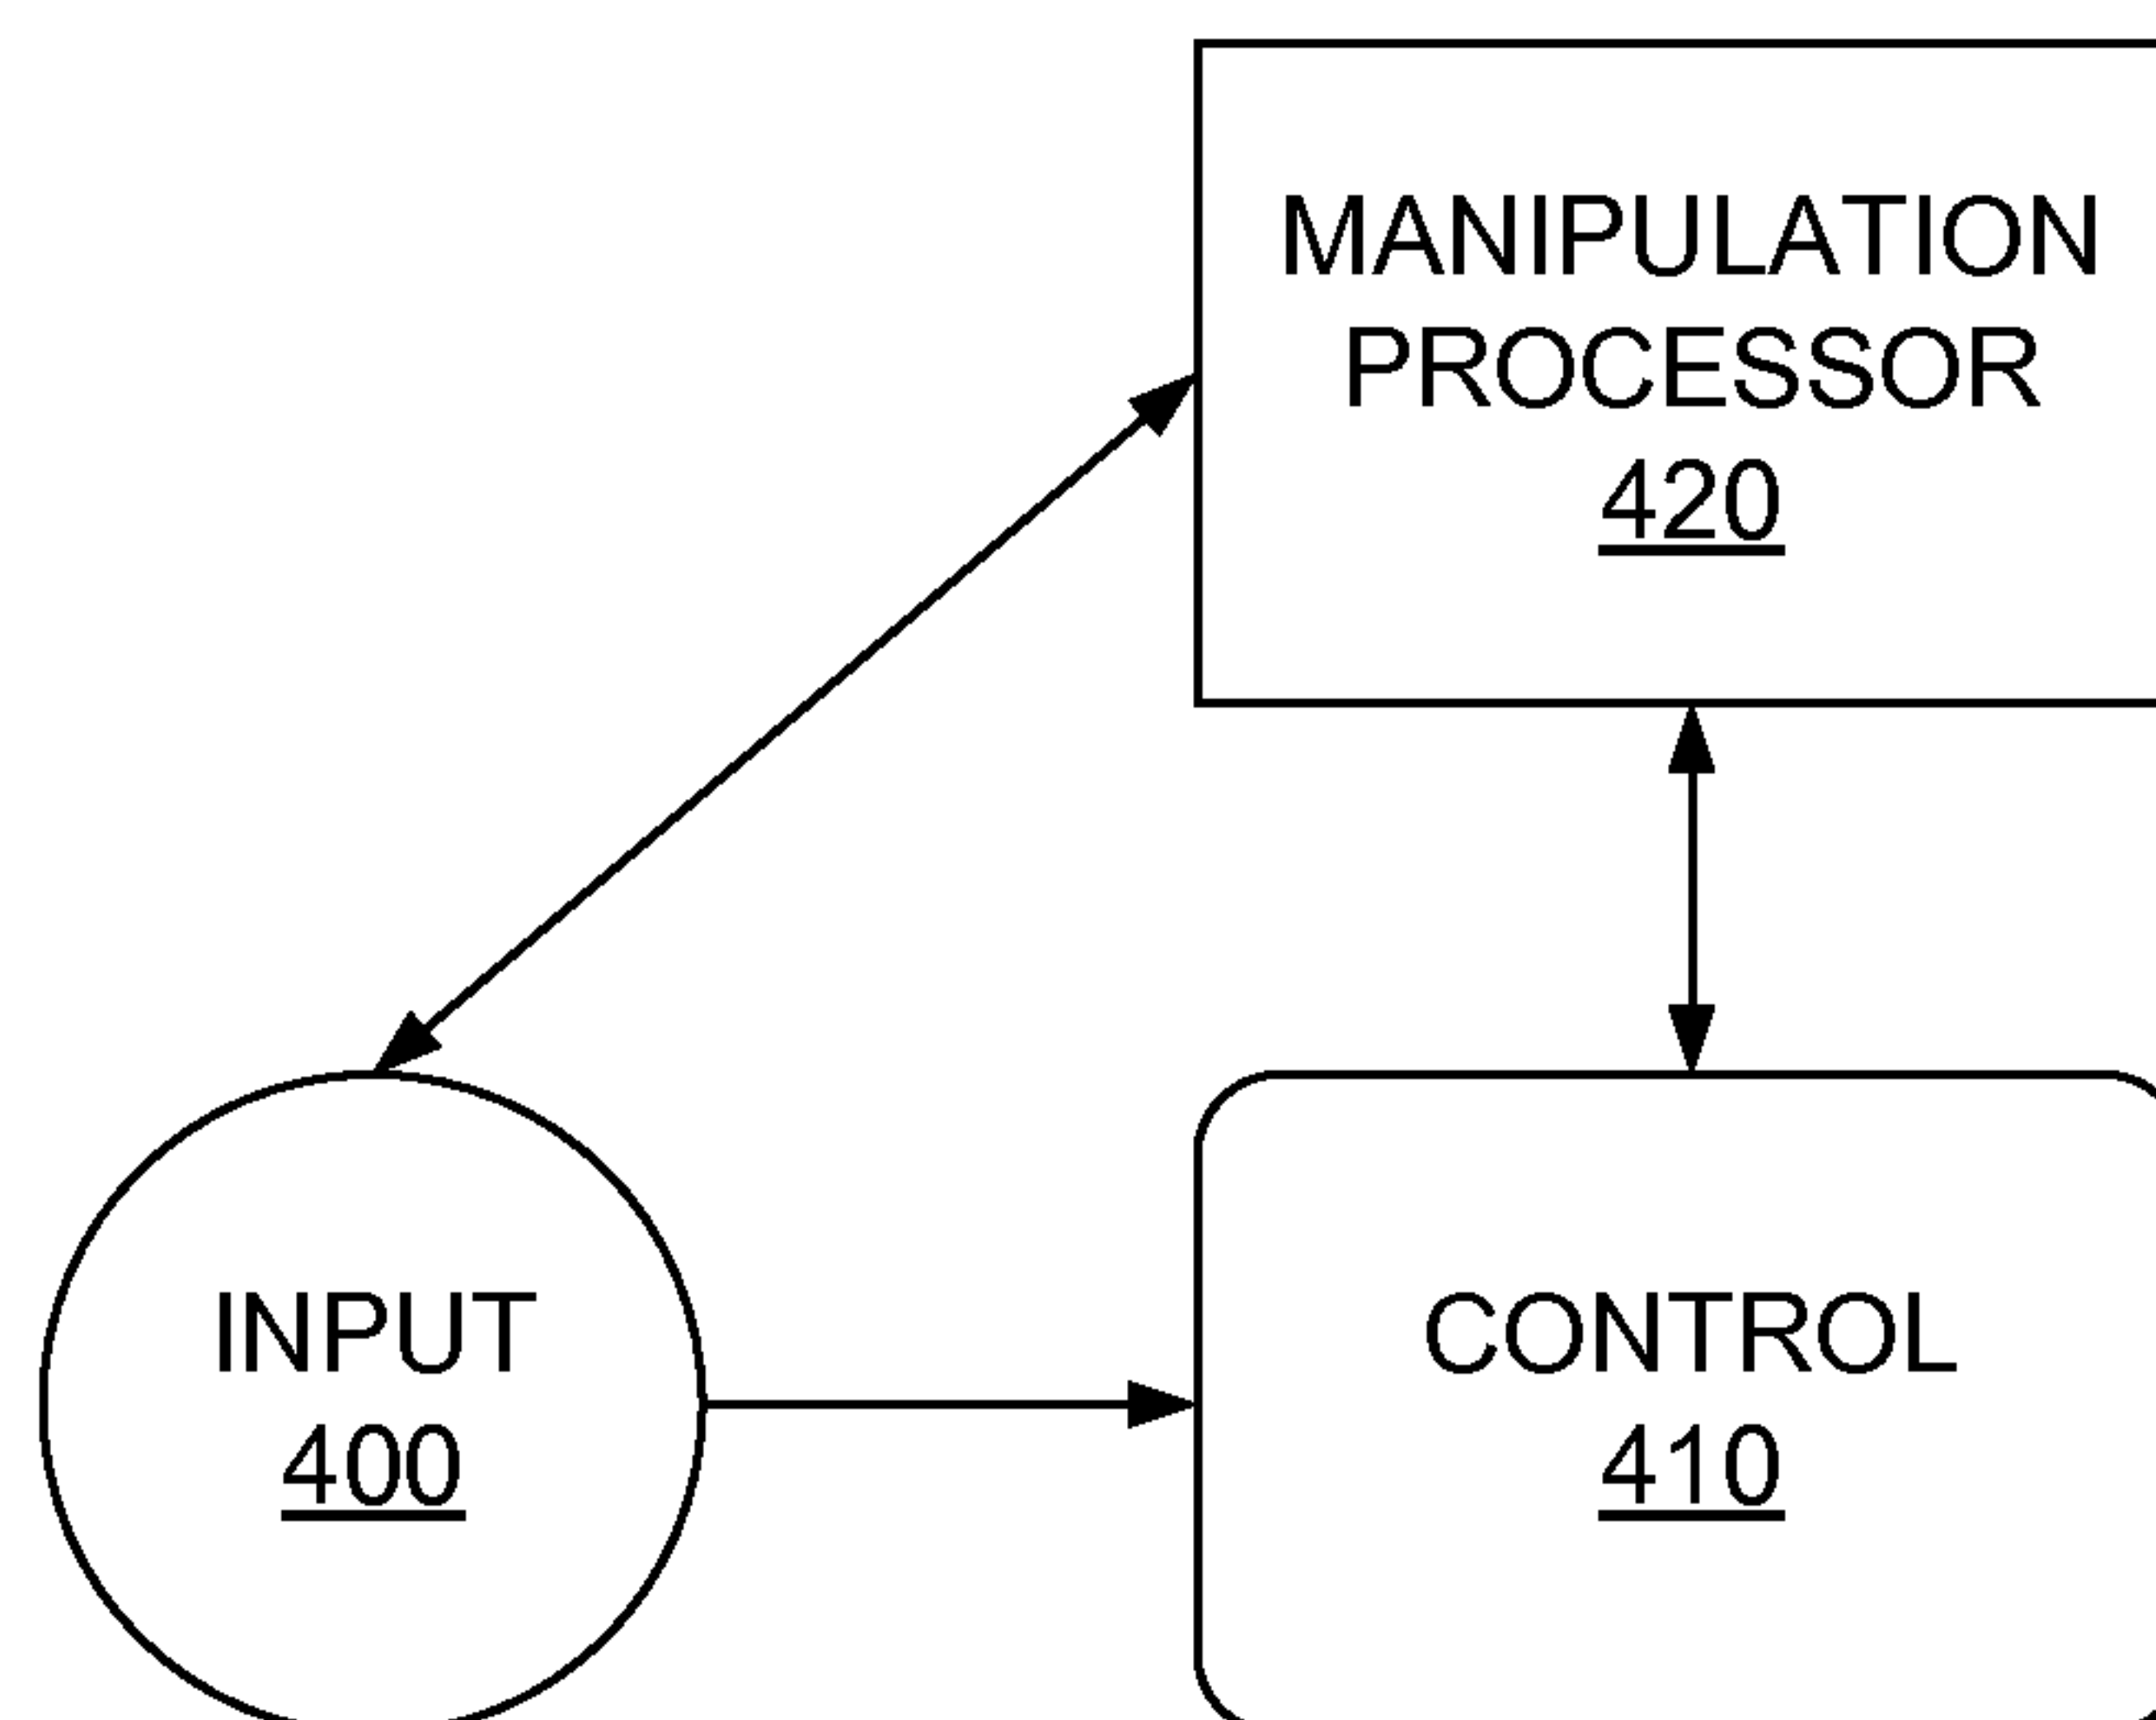 MANIPULATION
PROCESSOR
420
INPUT
400
CONTROL
410